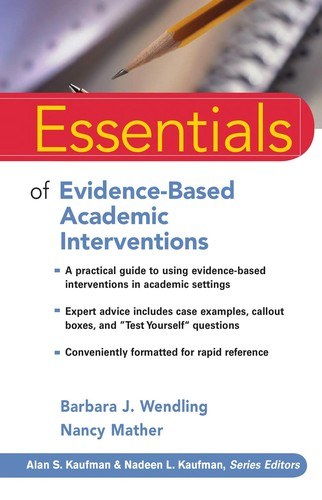 Essentials
of Evidence-Based
Academic
Interventions
A practical guide to using evidence-based
interventions in academic settings
Expert advice includes case examples, callout
boxes, and "Test Yourself" questions
Conveniently formatted for rapid reference
Barbara J. Wendling
Nancy Mather
Alan S. Kaufman & Nadeen L. Kaufman, Series Editors